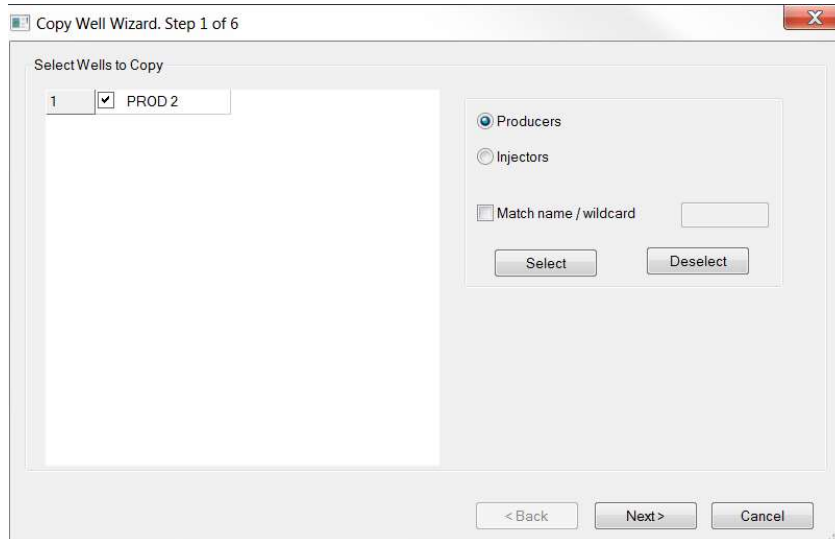 Copy Well Wizard. Step 1 of 6
Select Wells to Copy
1 PROD 2
Producers
Injectors
Match name / wildcard
Select Deselect
< Back Next > Cancel